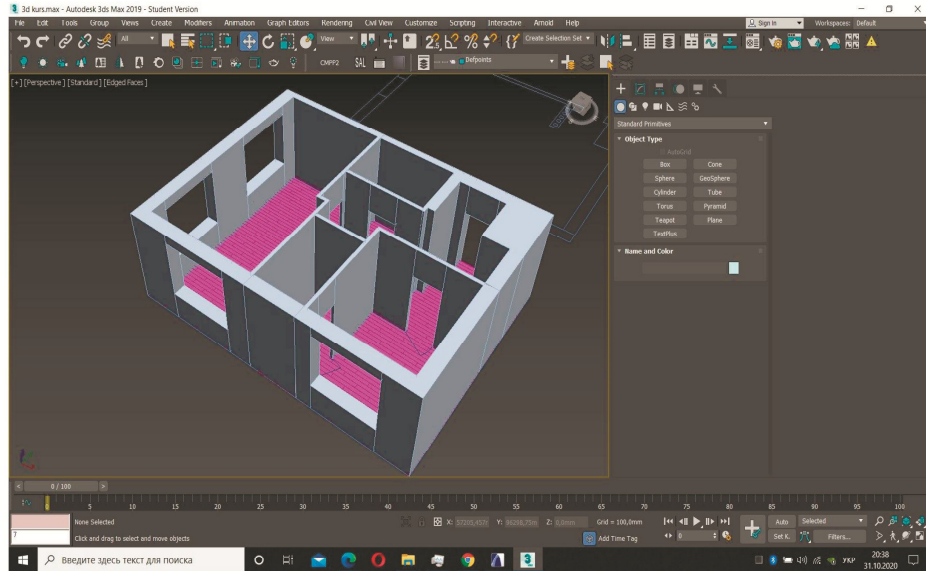 3d kurs.max - Autodesk 3ds Max 2019 - Student Version
File Edit Tools Group Views Create Modifiers Animation Graph Editors Rendering Civil View Customize Scripting Interactive Arnold Help Sign In Workspaces: Default
All View Create Selection Set
CMPP2 SAL Defpoints
[+] [Perspective] [Standard] [Edged Faces]
Standard Primitives
Object Type
AutoGrid
Box Cone
Sphere GeoSphere
Cylinder Tube
Torus Pyramid
Teapot Plane
TextPlus
Name and Color
0 / 100
5 10 15 20 25 30 35 40 45 50 55 60 65 70 75 80 85 90 95 100
None Selected X: Y: Z: 0,0mm Grid = 100,0mm Auto Selected
7 Click and drag to select and move objects Add Time Tag 0 Set K. Filters...
Введите здесь текст для поиска
УКР 20:38
31.10.2020